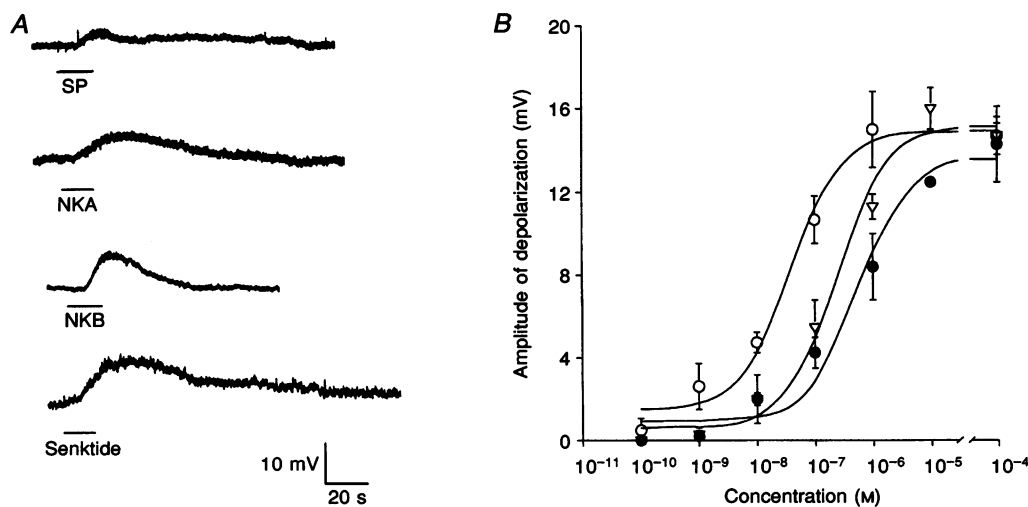 A
SP
NKA
NKB
Senktide
10 mV
20 s
B
Amplitude of depolarization (mV)
20
16
12
8
4
0
10⁻¹¹ 10⁻¹⁰ 10⁻⁹ 10⁻⁸ 10⁻⁷ 10⁻⁶ 10⁻⁵ 10⁻⁴
Concentration (M)